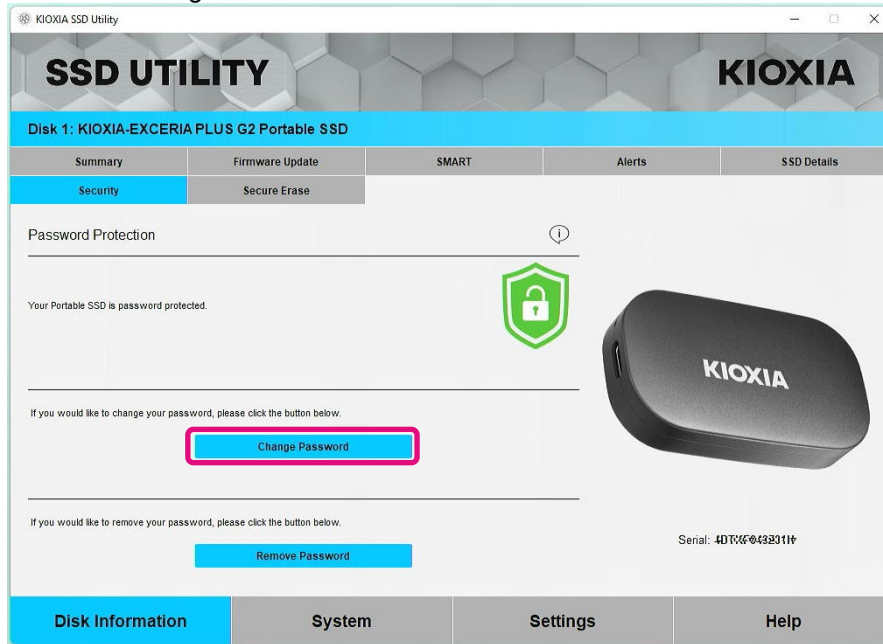 KIOXIA SSD Utility
SSD UTILITY
KIOXIA
Disk 1: KIOXIA-EXCERIA PLUS G2 Portable SSD
Summary Firmware Update SMART Alerts SSD Details
Security Secure Erase
Password Protection
Your Portable SSD is password protected.
KIOXIA
If you would like to change your password, please click the button below.
Change Password
If you would like to remove your password, please click the button below.
Serial:
Remove Password
Disk Information System Settings Help